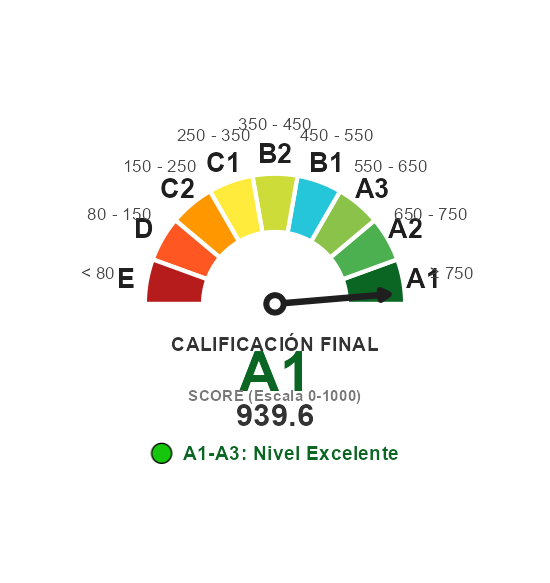 350 - 450
250 - 350
450 - 550
B2
C1
B1
150 - 250
550 - 650
C2
A3
80 - 150
650 - 750
D
A2
< 80
E
A1
≥ 750
CALIFICACIÓN FINAL
A1
SCORE (Escala 0-1000)
939.6
A1-A3: Nivel Excelente